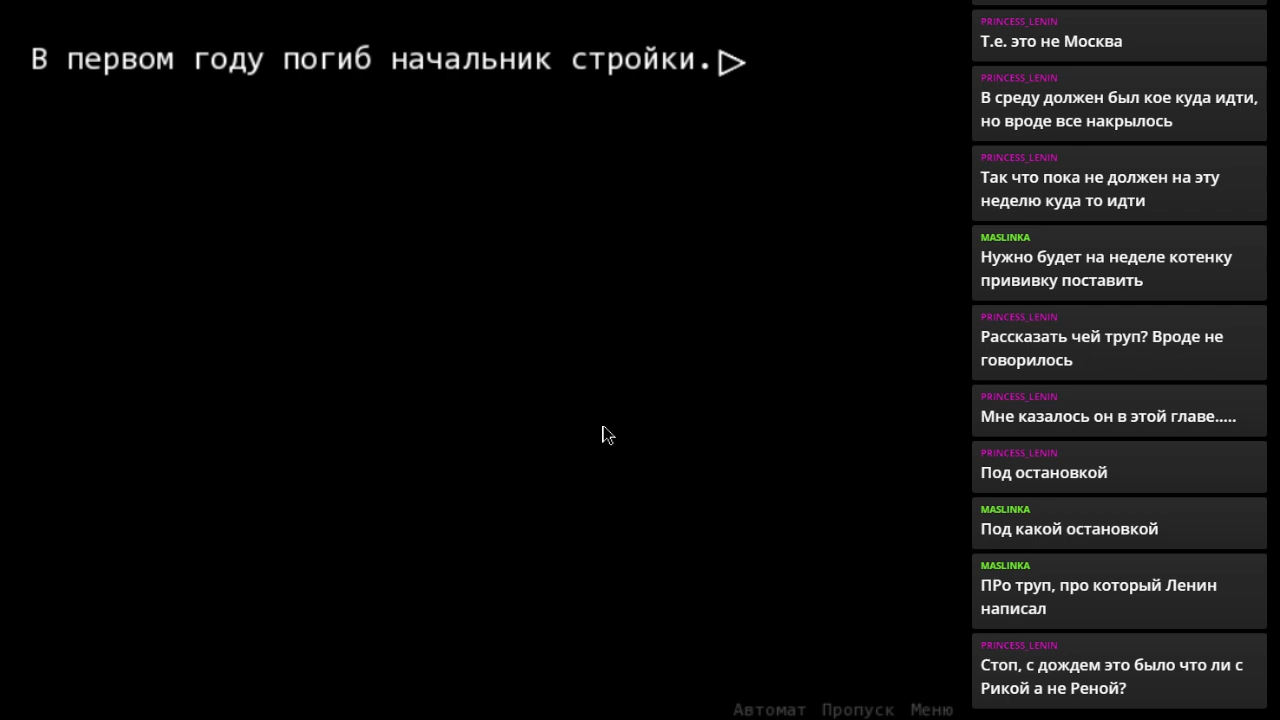 В первом году погиб начальник стройки.▷
PRINCESS_LENIN
Т.е. это не Москва
PRINCESS_LENIN
В среду должен был кое куда идти,
но вроде все накрылось
PRINCESS_LENIN
Так что пока не должен на эту
неделю куда то идти
MASLINKA
Нужно будет на неделе котенку
прививку поставить
PRINCESS_LENIN
Рассказать чей труп? Вроде не
говорилось
PRINCESS_LENIN
Мне казалось он в этой главе.....
PRINCESS_LENIN
Под остановкой
MASLINKA
Под какой остановкой
MASLINKA
ПРо труп, про который Ленин
написал
PRINCESS_LENIN
Стоп, с дождем это было что ли с
Рикой а не Реной?
Автомат Пропуск Меню